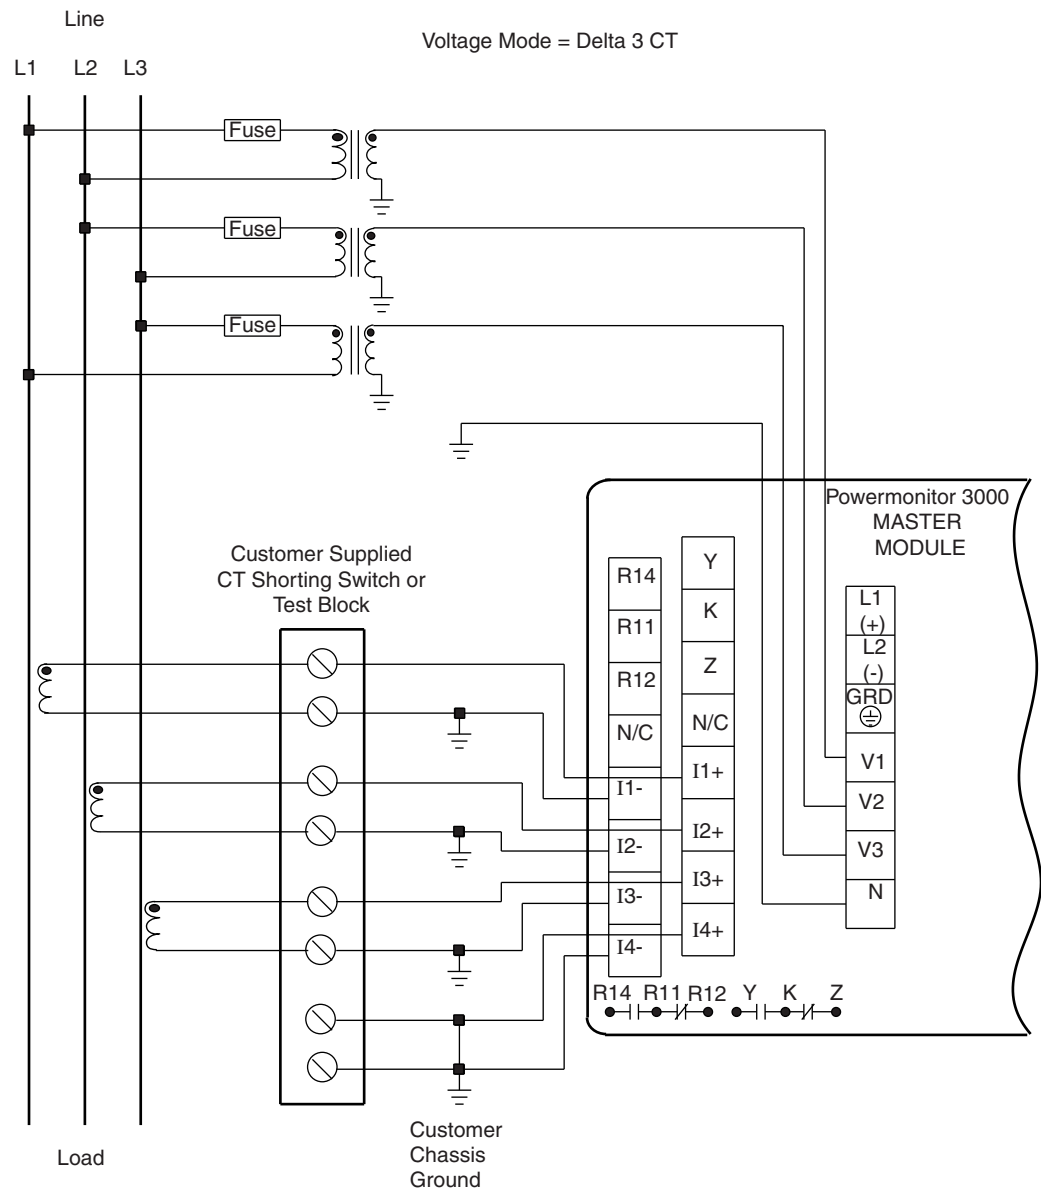 Line
Voltage Mode = Delta 3 CT
L1 L2 L3
Fuse
Fuse
Fuse
Powermonitor 3000
MASTER
MODULE
Customer Supplied
CT Shorting Switch or
Test Block
R14
R11
R12
N/C
I1-
I2-
I3-
I4-
Y
K
Z
N/C
I1+
I2+
I3+
I4+
L1
(+)
L2
(-)
GRD
V1
V2
V3
N
R14 R11 R12 Y K Z
Customer
Chassis
Ground
Load